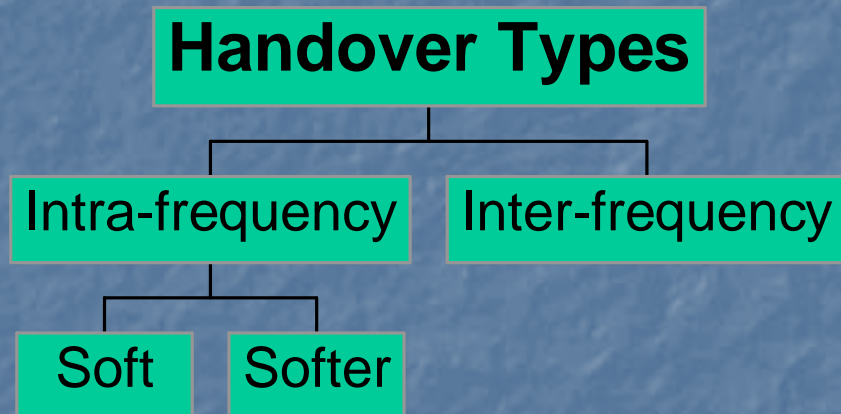 Handover Types
Intra-frequency
Inter-frequency
Soft
Softer